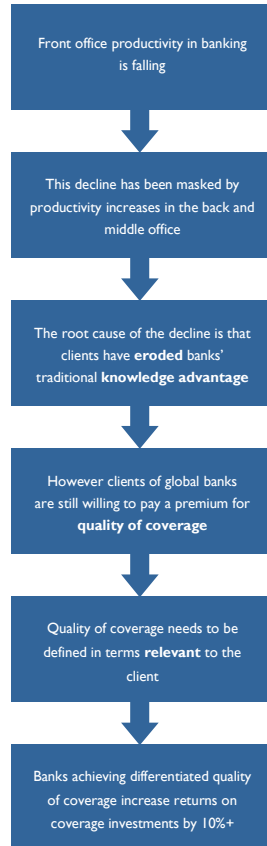 Front office productivity in banking
is falling
This decline has been masked by
productivity increases in the back and
middle office
The root cause of the decline is that
clients have eroded banks'
traditional knowledge advantage
However clients of global banks
are still willing to pay a premium for
quality of coverage
Quality of coverage needs to be
defined in terms relevant to the
client
Banks achieving differentiated quality
of coverage increase returns on
coverage investments by 10%+